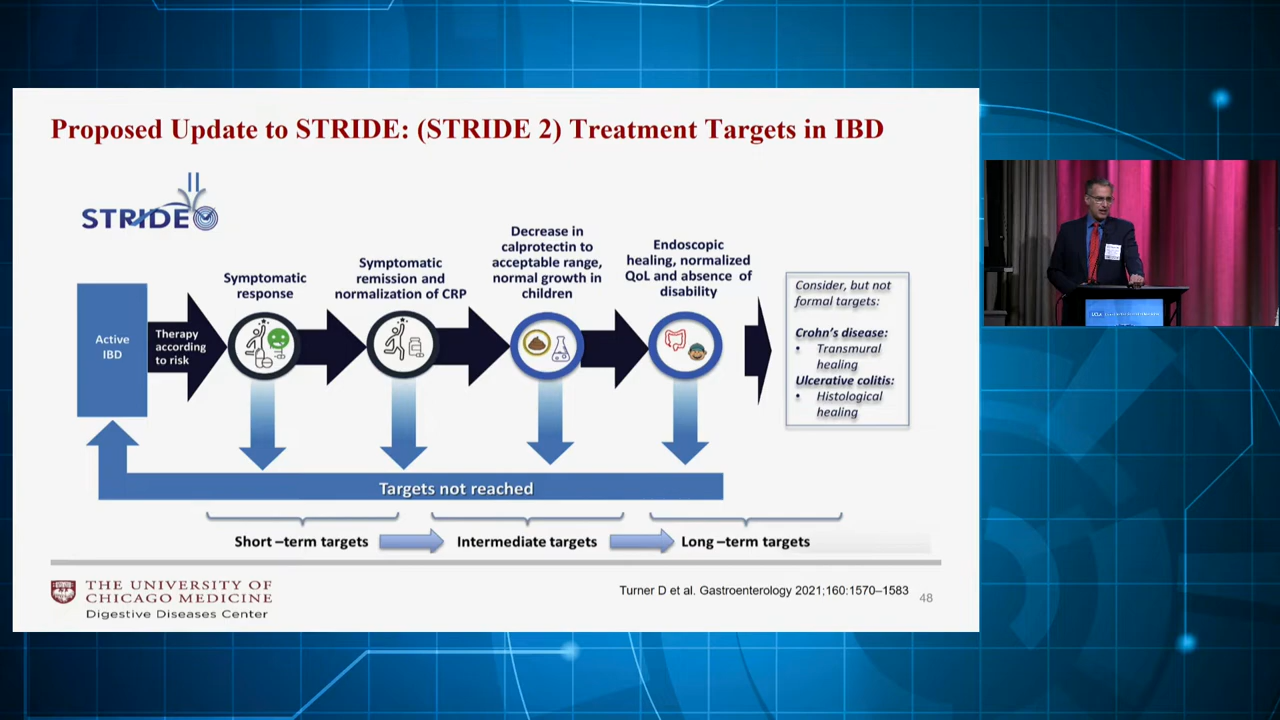 Proposed Update to STRIDE: (STRIDE 2) Treatment Targets in IBD
II
STRIDE
Active
IBD
Therapy
according
to risk
Symptomatic
response
Symptomatic
remission and
normalization of CRP
Decrease in
calprotectin to
acceptable range,
normal growth in
children
Endoscopic
healing, normalized
QoL and absence of
disability
Consider, but not
formal targets:
Crohn's disease:
• Transmural
healing
Ulcerative colitis:
• Histological
healing
Targets not reached
Short –term targets
Intermediate targets
Long –term targets
THE UNIVERSITY OF
CHICAGO MEDICINE
Digestive Diseases Center
Turner D et al. Gastroenterology 2021;160:1570–1583
48
UCLA